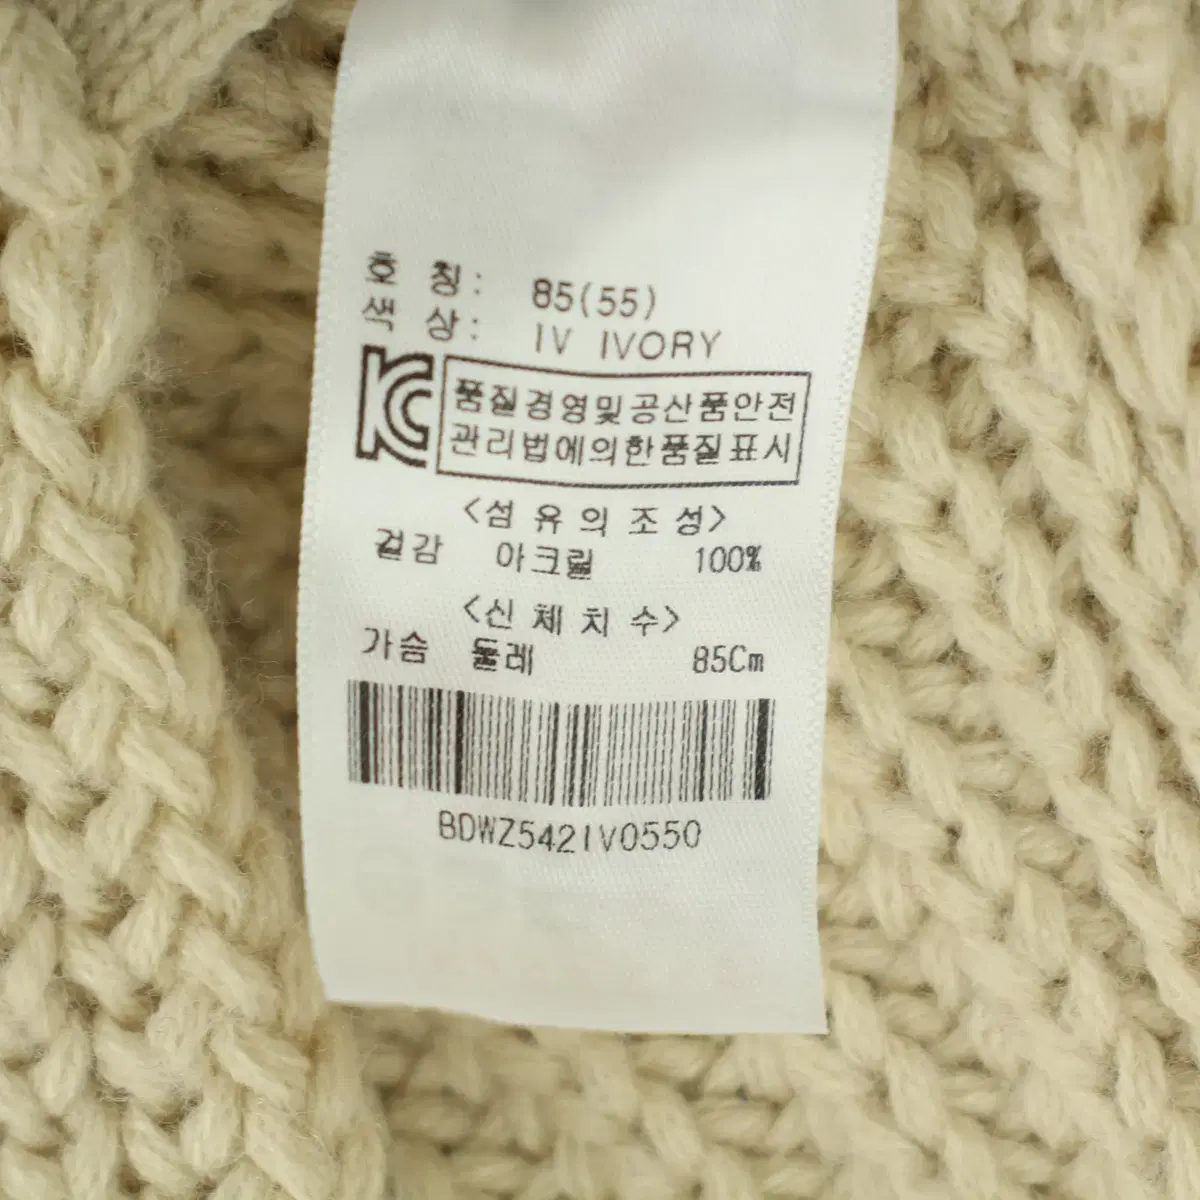 호 칭: 85(55)
색 상: IV IVORY
KC 품질경영및공산품안전
관리법에의한품질표시
<섬 유 의 조 성>
겉감 아크릴 100%
<신 체 치 수>
가슴 둘레 85Cm
BDWZ542IV0550